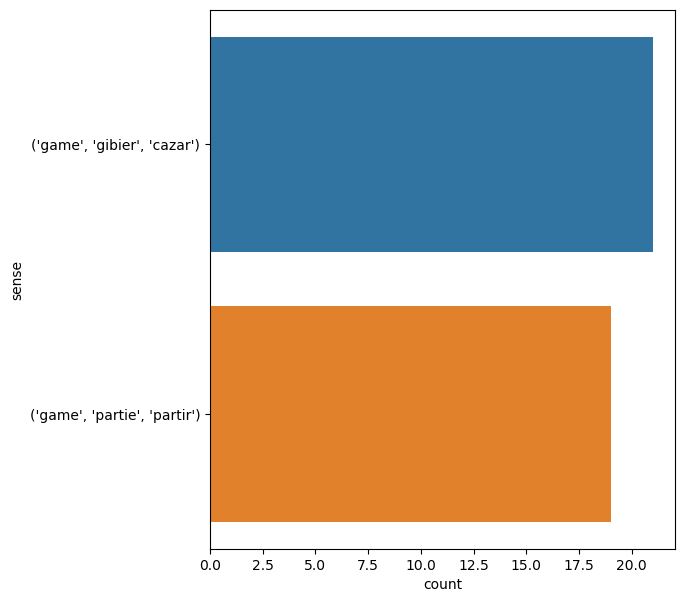 ('game', 'gibier', 'cazar')
('game', 'partie', 'partir')
sense
0.0 2.5 5.0 7.5 10.0 12.5 15.0 17.5 20.0
count